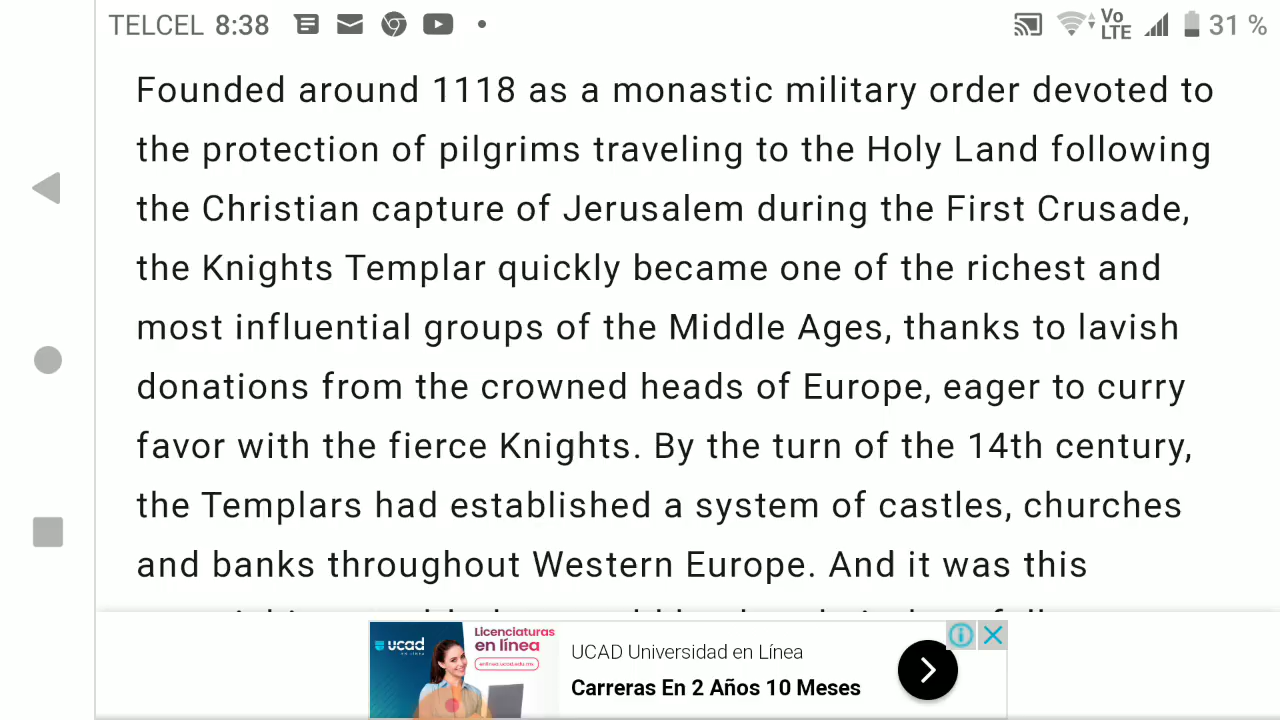 TELCEL 8:38
Vo LTE 31 %
Founded around 1118 as a monastic military order devoted to
the protection of pilgrims traveling to the Holy Land following
the Christian capture of Jerusalem during the First Crusade,
the Knights Templar quickly became one of the richest and
most influential groups of the Middle Ages, thanks to lavish
donations from the crowned heads of Europe, eager to curry
favor with the fierce Knights. By the turn of the 14th century,
the Templars had established a system of castles, churches
and banks throughout Western Europe. And it was this
ucad
en línea
Licenciaturas
en línea
UCAD Universidad en Línea
Carreras En 2 Años 10 Meses